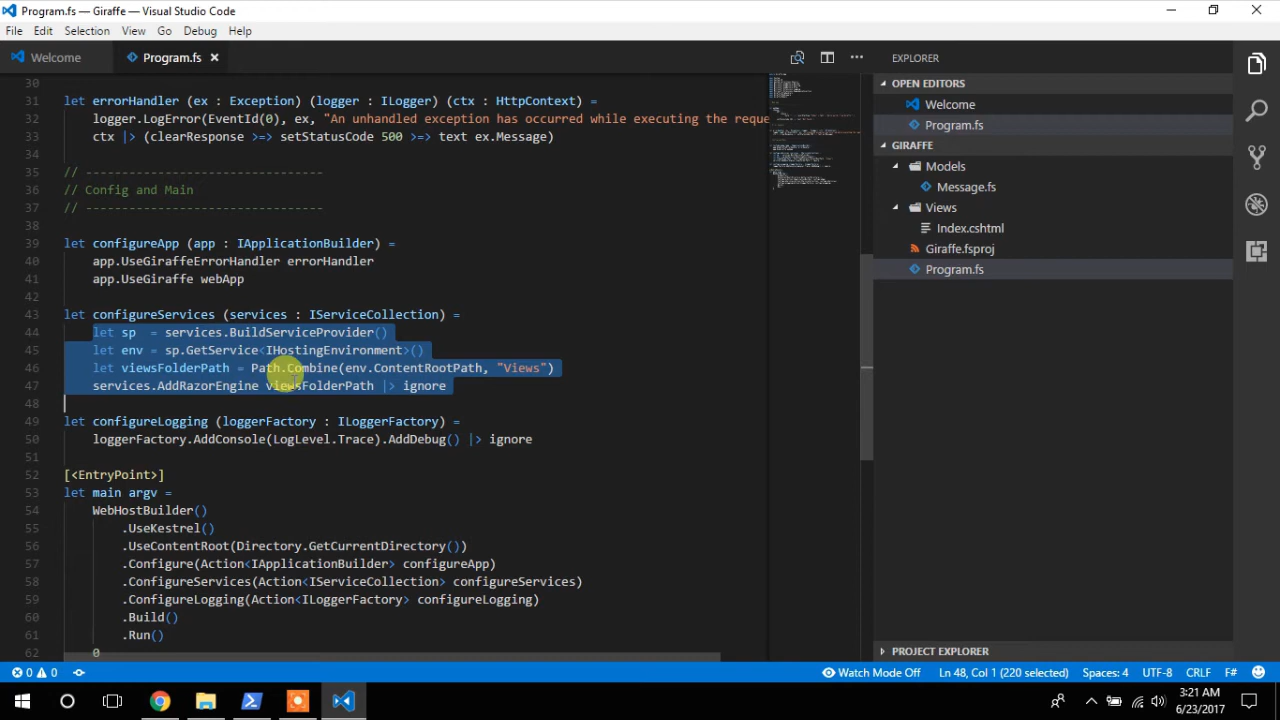 Program.fs - Giraffe - Visual Studio Code
File Edit Selection View Go Debug Help
Welcome
Program.fs
30
31 let errorHandler (ex : Exception) (logger : ILogger) (ctx : HttpContext) =
32 logger.LogError(EventId(0), ex, "An unhandled exception has occurred while executing the reque
33 ctx |> (clearResponse >=> setStatusCode 500 >=> text ex.Message)
34
35 // ---------------------------------
36 // Config and Main
37 // ---------------------------------
38
39 let configureApp (app : IApplicationBuilder) =
40 app.UseGiraffeErrorHandler errorHandler
41 app.UseGiraffe webApp
42
43 let configureServices (services : IServiceCollection) =
44 let sp  = services.BuildServiceProvider()
45 let env = sp.GetService<IHostingEnvironment>()
46 let viewsFolderPath = Path.Combine(env.ContentRootPath, "Views")
47 services.AddRazorEngine viewsFolderPath |> ignore
48
49 let configureLogging (loggerFactory : ILoggerFactory) =
50 loggerFactory.AddConsole(LogLevel.Trace).AddDebug() |> ignore
51
52 [<EntryPoint>]
53 let main argv =
54 WebHostBuilder()
55 .UseKestrel()
56 .UseContentRoot(Directory.GetCurrentDirectory())
57 .Configure(Action<IApplicationBuilder> configureApp)
58 .ConfigureServices(Action<IServiceCollection> configureServices)
59 .ConfigureLogging(Action<ILoggerFactory> configureLogging)
60 .Build()
61 .Run()
62 0
EXPLORER
OPEN EDITORS
Welcome
Program.fs
GIRAFFE
Models
Message.fs
Views
Index.cshtml
Giraffe.fsproj
Program.fs
PROJECT EXPLORER
0 0
Watch Mode Off Ln 48, Col 1 (220 selected) Spaces: 4 UTF-8 CRLF F#
3:21 AM
6/23/2017